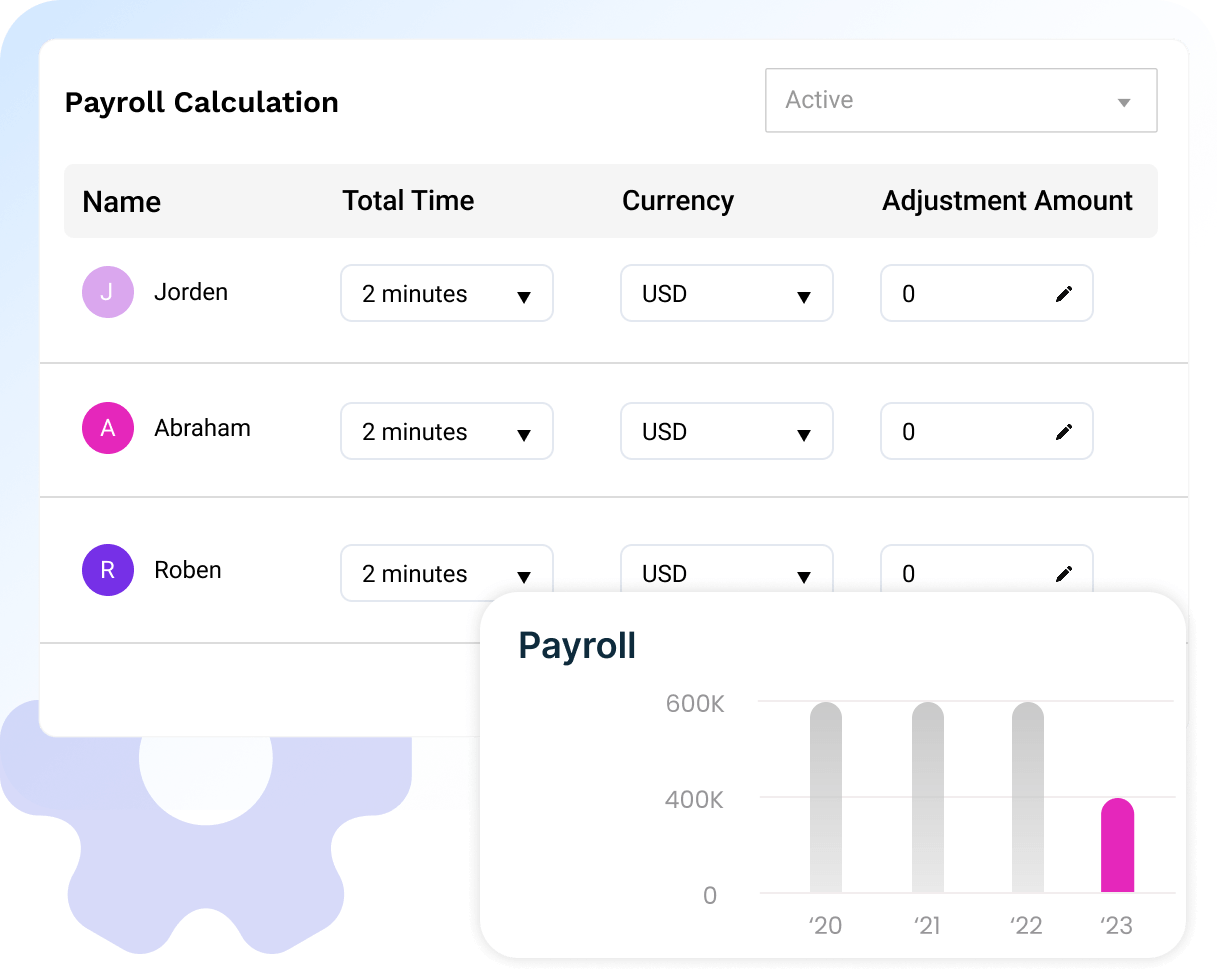 Payroll Calculation
Active
Name Total Time Currency Adjustment Amount
J Jorden 2 minutes USD 0
A Abraham 2 minutes USD 0
R Roben 2 minutes USD 0
Payroll
600K
400K
0
‘20 ‘21 ‘22 ‘23